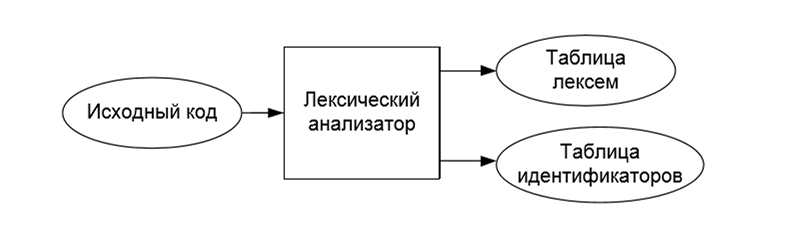 Исходный код
Лексический
анализатор
Таблица
лексем
Таблица
идентификаторов